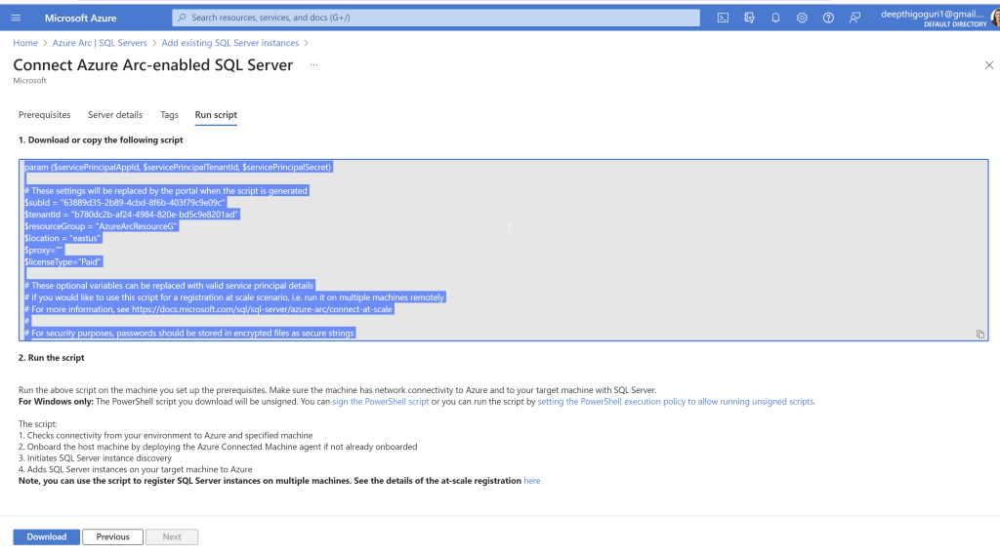 Microsoft Azure
Search resources, services, and docs (G+/)
deepthigoguri1@gmail....
DEFAULT DIRECTORY
Home > Azure Arc | SQL Servers > Add existing SQL Server instances >
Connect Azure Arc-enabled SQL Server ...
Microsoft
Prerequisites Server details Tags Run script
1. Download or copy the following script
param ($servicePrincipalAppId, $servicePrincipalTenantId, $servicePrincipalSecret)
# These settings will be replaced by the portal when the script is generated
$subId = "63889d35-2b89-4cbd-8f6b-403f79c9e09c"
$tenantId = "b780dc2b-af24-4984-820e-bd5c9e8201ad"
$resourceGroup = "AzureArcResourceG"
$location = "eastus"
$proxy=""
$licenseType="Paid"
# These optional variables can be replaced with valid service principal details
# if you would like to use this script for a registration at scale scenario, i.e. run it on multiple machines remotely
# For more information, see https://docs.microsoft.com/sql/sql-server/azure-arc/connect-at-scale
#
# For security purposes, passwords should be stored in encrypted files as secure strings
2. Run the script
Run the above script on the machine you set up the prerequisites. Make sure the machine has network connectivity to Azure and to your target machine with SQL Server.
For Windows only: The PowerShell script you download will be unsigned. You can sign the PowerShell script or you can run the script by setting the PowerShell execution policy to allow running unsigned scripts.
The script:
1. Checks connectivity from your environment to Azure and specified machine
2. Onboard the host machine by deploying the Azure Connected Machine agent if not already onboarded
3. Initiates SQL Server instance discovery
4. Adds SQL Server instances on your target machine to Azure
Note, you can use the script to register SQL Server instances on multiple machines. See the details of the at-scale registration here
Download Previous Next